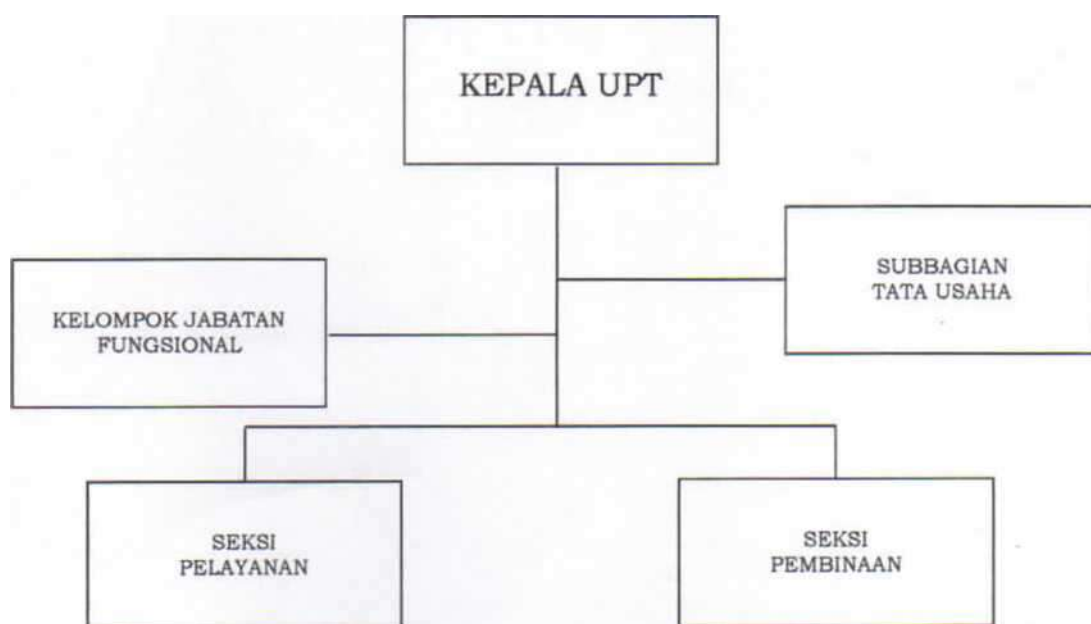 KEPALA UPT
SUBBAGIAN
TATA USAHA
KELOMPOK JABATAN
FUNGSIONAL
SEKSI
PELAYANAN
SEKSI
PEMBINAAN